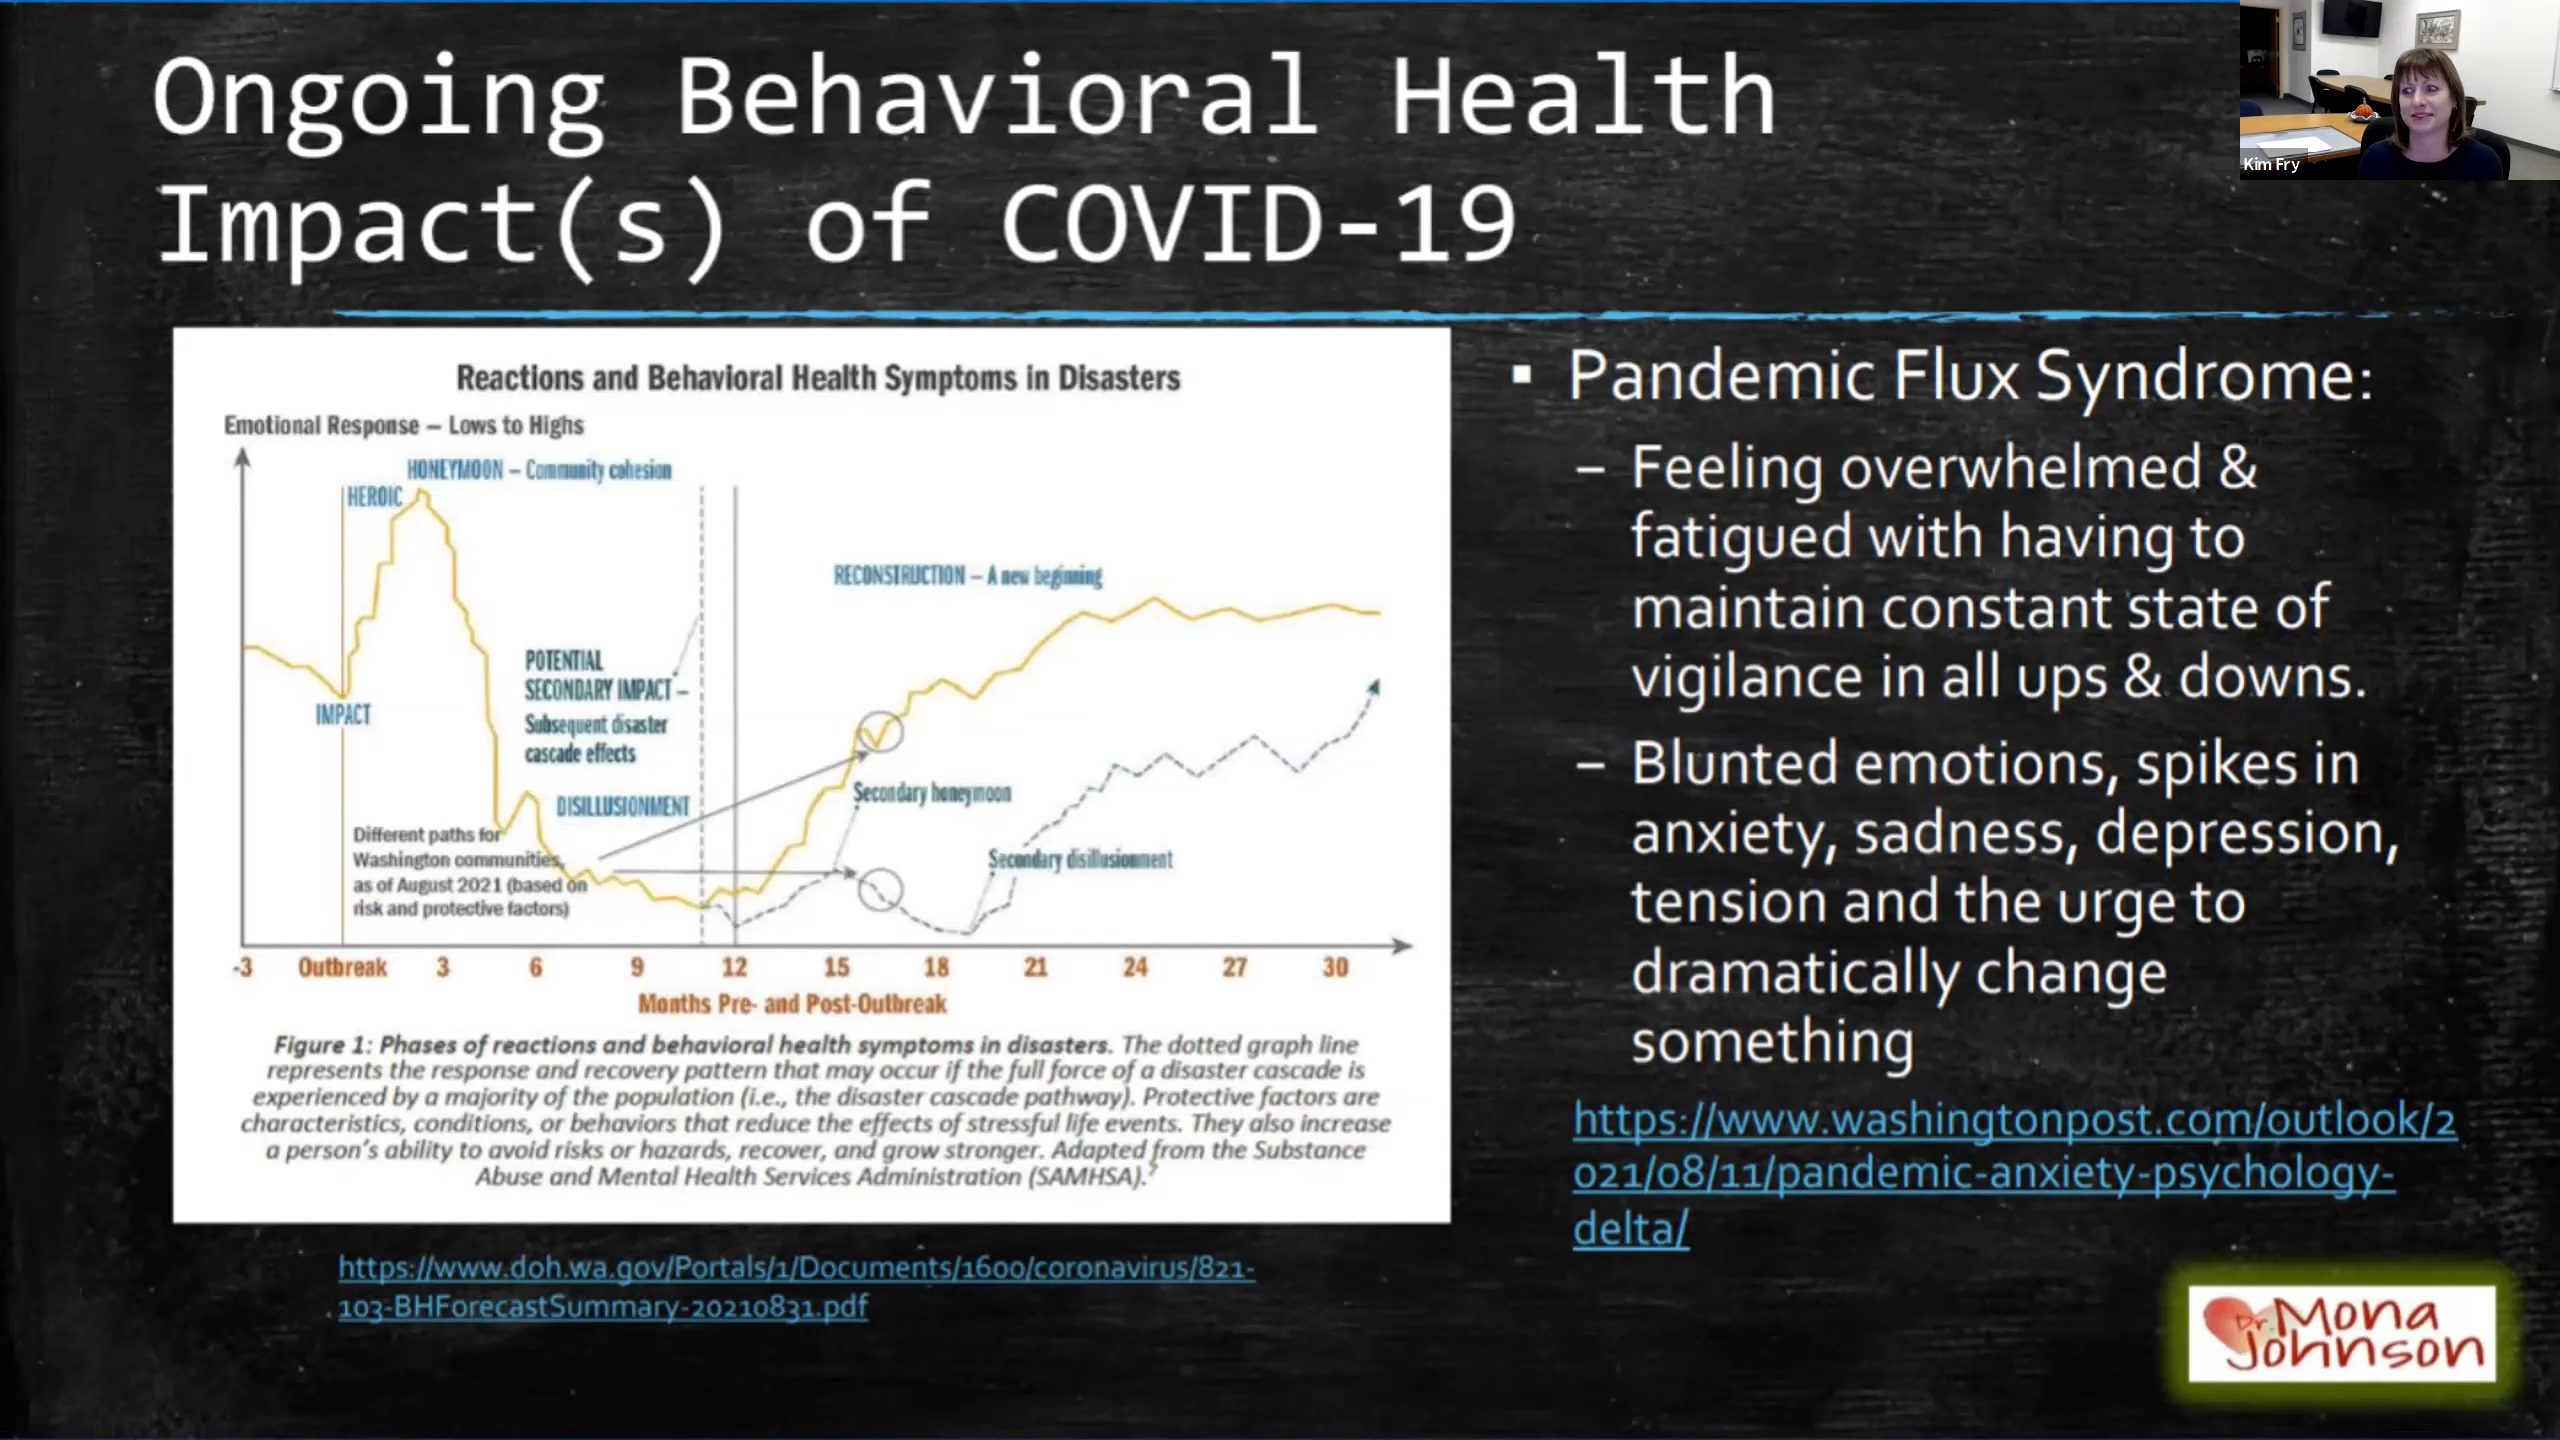 Ongoing Behavioral Health
Impact(s) of COVID-19
Kim Fry
Reactions and Behavioral Health Symptoms in Disasters
Emotional Response – Lows to Highs
HONEYMOON – Community cohesion
HEROIC
RECONSTRUCTION – A new beginning
POTENTIAL
SECONDARY IMPACT –
Subsequent disaster
cascade effects
IMPACT
DISILLUSIONMENT
Secondary honeymoon
Different paths for
Washington communities,
as of August 2021 (based on
risk and protective factors)
Secondary disillusionment
-3 Outbreak 3 6 9 12 15 18 21 24 27 30
Months Pre- and Post-Outbreak
Figure 1: Phases of reactions and behavioral health symptoms in disasters. The dotted graph line
represents the response and recovery pattern that may occur if the full force of a disaster cascade is
experienced by a majority of the population (i.e., the disaster cascade pathway). Protective factors are
characteristics, conditions, or behaviors that reduce the effects of stressful life events. They also increase
a person's ability to avoid risks or hazards, recover, and grow stronger. Adapted from the Substance
Abuse and Mental Health Services Administration (SAMHSA).7
https://www.doh.wa.gov/Portals/1/Documents/1600/coronavirus/821-
103-BHForecastSummary-20210831.pdf
▪ Pandemic Flux Syndrome:
– Feeling overwhelmed &
fatigued with having to
maintain constant state of
vigilance in all ups & downs.
– Blunted emotions, spikes in
anxiety, sadness, depression,
tension and the urge to
dramatically change
something
https://www.washingtonpost.com/outlook/2
021/08/11/pandemic-anxiety-psychology-
delta/
Dr. Mona
Johnson